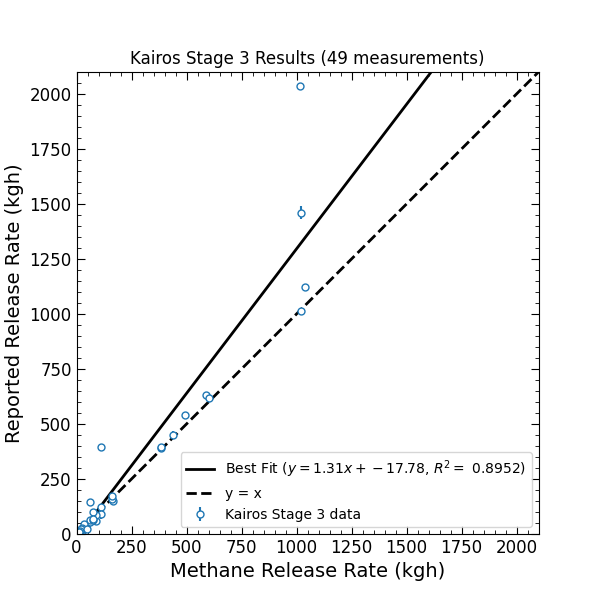 Kairos Stage 3 Results (49 measurements)
Reported Release Rate (kgh)
2000
1750
1500
1250
1000
750
500
250
0
Best Fit (y = 1.31x + −17.78, R² = 0.8952)
y = x
Kairos Stage 3 data
0 250 500 750 1000 1250 1500 1750 2000
Methane Release Rate (kgh)